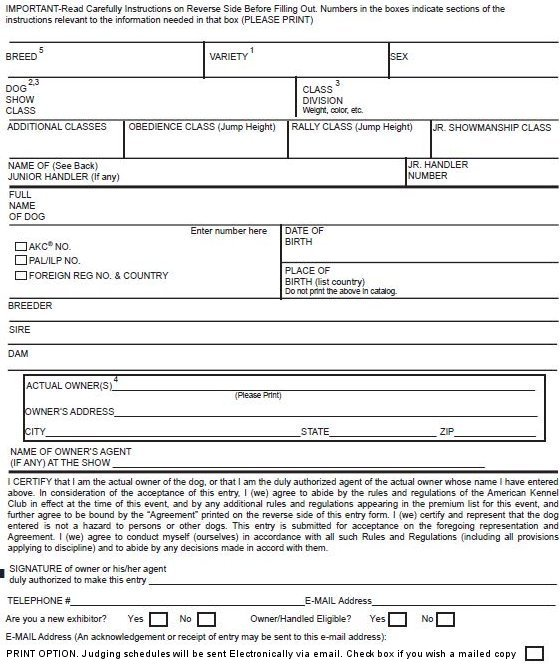 IMPORTANT-Read Carefully Instructions on Reverse Side Before Filling Out. Numbers in the boxes indicate sections of the
instructions relevant to the information needed in that box (PLEASE PRINT)
BREED 5 VARIETY 1 SEX
DOG 2,3
SHOW
CLASS
CLASS 3
DIVISION
Weight, color, etc.
ADDITIONAL CLASSES OBEDIENCE CLASS (Jump Height) RALLY CLASS (Jump Height) JR. SHOWMANSHIP CLASS
NAME OF (See Back)
JUNIOR HANDLER (If any)
JR. HANDLER
NUMBER
FULL
NAME
OF DOG
Enter number here
AKC® NO.
PAL/ILP NO.
FOREIGN REG NO. & COUNTRY
DATE OF
BIRTH
PLACE OF
BIRTH (list country)
Do not print the above in catalog.
BREEDER
SIRE
DAM
ACTUAL OWNER(S) 4
(Please Print)
OWNER'S ADDRESS
CITY STATE ZIP
NAME OF OWNER'S AGENT
(IF ANY) AT THE SHOW
I CERTIFY that I am the actual owner of the dog, or that I am the duly authorized agent of the actual owner whose name I have entered
above. In consideration of the acceptance of this entry, I (we) agree to abide by the rules and regulations of the American Kennel
Club in effect at the time of this event, and by any additional rules and regulations appearing in the premium list for this event, and
further agree to be bound by the "Agreement" printed on the reverse side of this entry form. I (we) certify and represent that the dog
entered is not a hazard to persons or other dogs. This entry is submitted for acceptance on the foregoing representation and
Agreement. I (we) agree to conduct myself (ourselves) in accordance with all such Rules and Regulations (including all provisions
applying to discipline) and to abide by any decisions made in accord with them.
SIGNATURE of owner or his/her agent
duly authorized to make this entry
TELEPHONE # E-MAIL Address
Are you a new exhibitor? Yes No Owner/Handled Eligible? Yes No
E-MAIL Address (An acknowledgement or receipt of entry may be sent to this e-mail address):
PRINT OPTION. Judging schedules will be sent Electronically via email. Check box if you wish a mailed copy